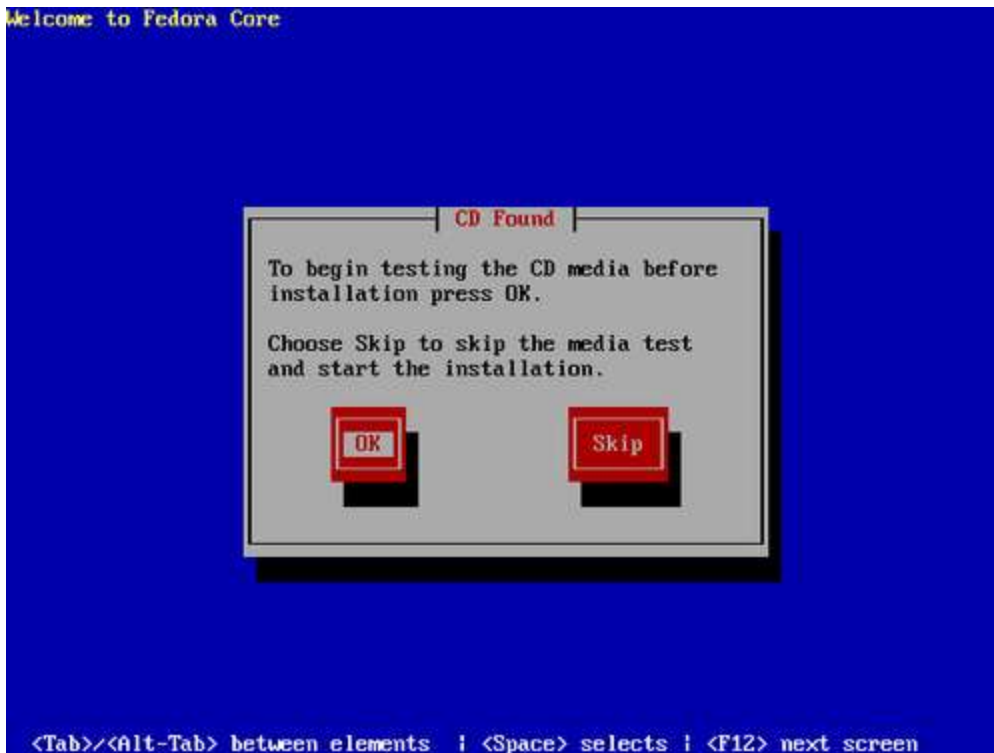 Welcome to Fedora Core
CD Found
To begin testing the CD media before
installation press OK.
Choose Skip to skip the media test
and start the installation.
OK Skip
<Tab>/<Alt-Tab> between elements | <Space> selects | <F12> next screen